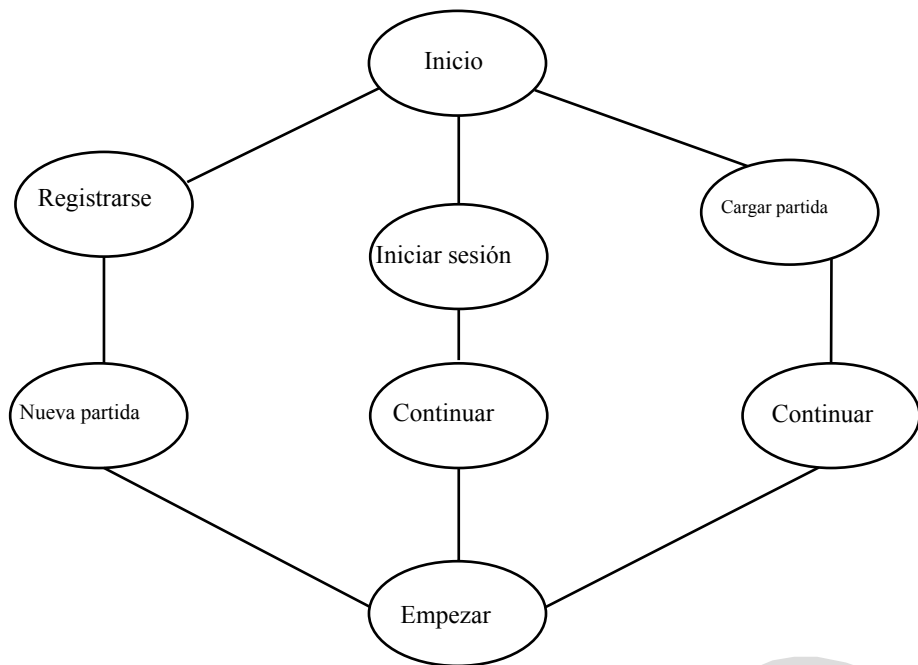 Inicio
Registrarse
Cargar partida
Iniciar sesión
Nueva partida
Continuar
Continuar
Empezar